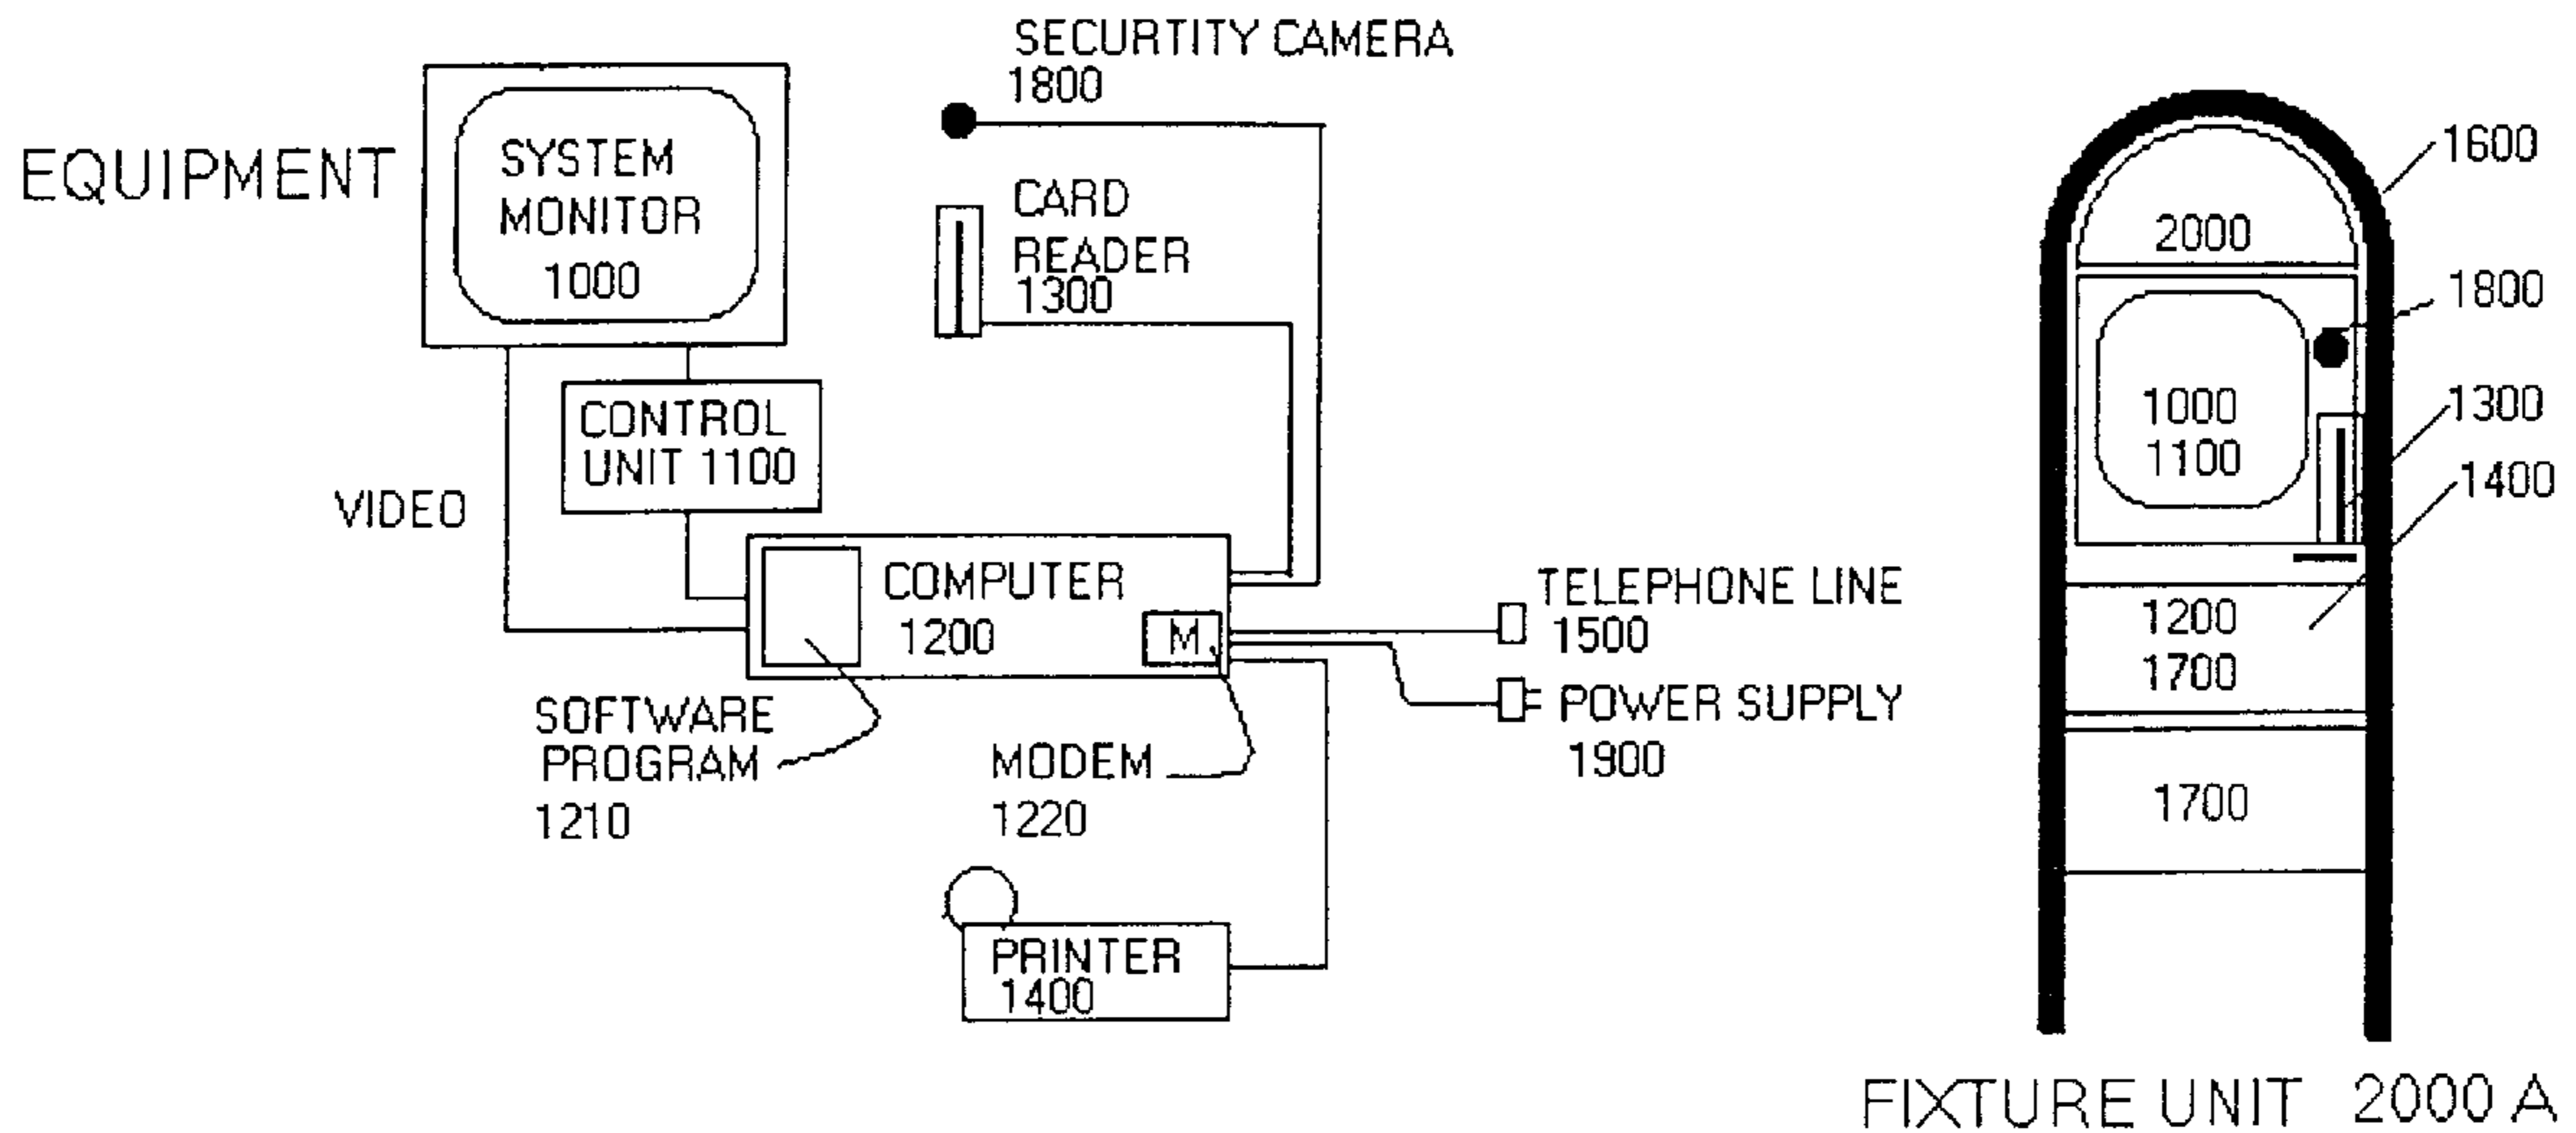 EQUIPMENT
SYSTEM
MONITOR
1000
SECURTITY CAMERA
1800
CARD
READER
1300
CONTROL
UNIT 1100
VIDEO
COMPUTER
1200
M
SOFTWARE
PROGRAM
1210
MODEM
1220
TELEPHONE LINE
1500
POWER SUPPLY
1900
PRINTER
1400
1600
2000
1800
1000
1100
1300
1400
1200
1700
1700
FIXTURE UNIT 2000 A